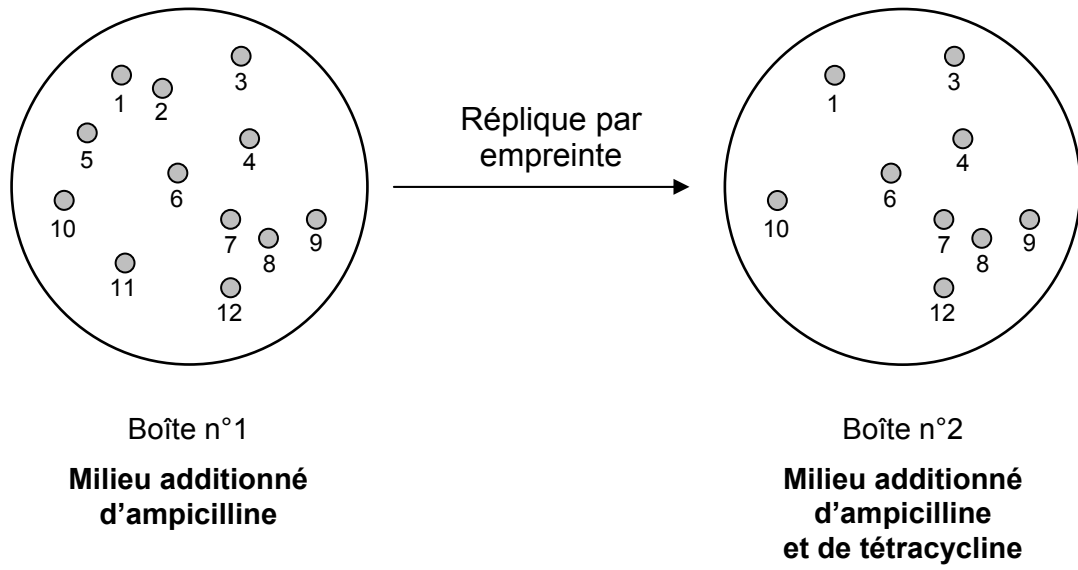 3
1
2
5
4
6
10
7
9
8
11
12
Boîte n°1
Milieu additionné
d'ampicilline
Réplique par
empreinte
3
1
4
6
10
7
9
8
12
Boîte n°2
Milieu additionné
d'ampicilline
et de tétracycline